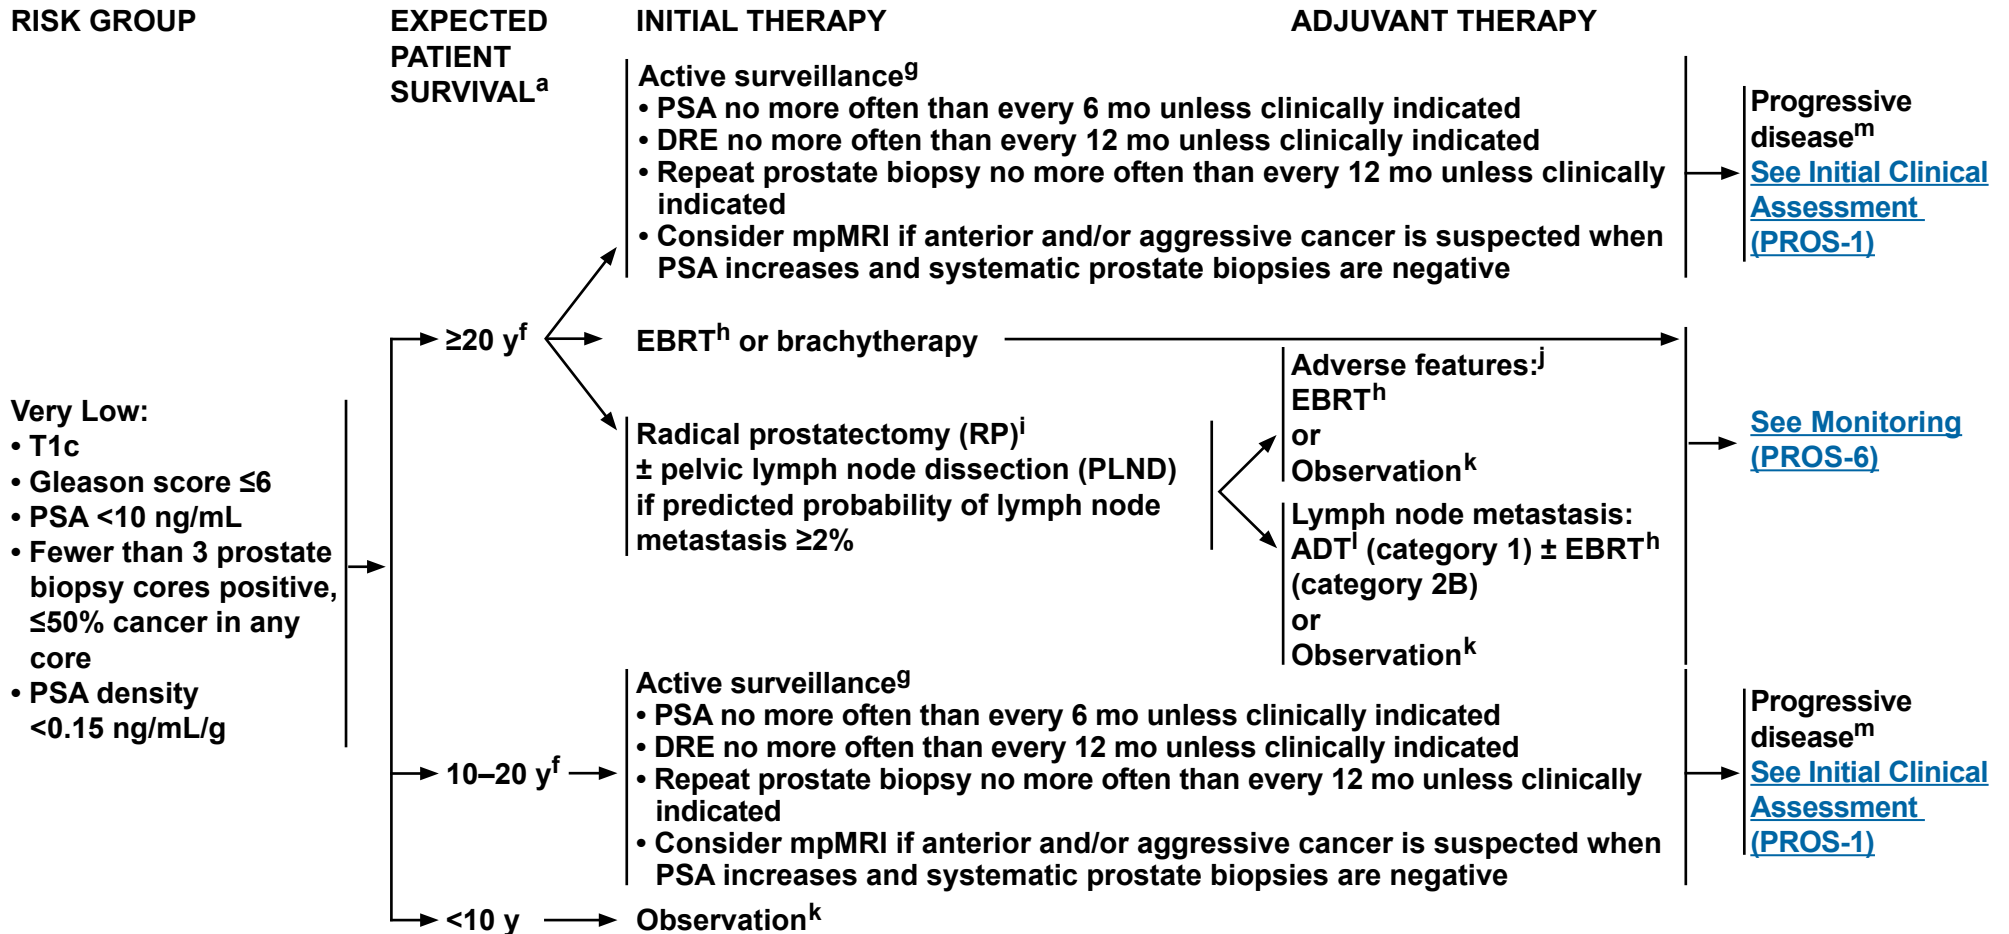 RISK GROUP
EXPECTED
PATIENT
SURVIVALa
INITIAL THERAPY
ADJUVANT THERAPY
Very Low:
• T1c
• Gleason score ≤6
• PSA <10 ng/mL
• Fewer than 3 prostate
biopsy cores positive,
≤50% cancer in any
core
• PSA density
<0.15 ng/mL/g
≥20 yf
Active surveillanceg
• PSA no more often than every 6 mo unless clinically indicated
• DRE no more often than every 12 mo unless clinically indicated
• Repeat prostate biopsy no more often than every 12 mo unless clinically
indicated
• Consider mpMRI if anterior and/or aggressive cancer is suspected when
PSA increases and systematic prostate biopsies are negative
Progressive
diseasem
See Initial Clinical
Assessment
(PROS-1)
EBRTh or brachytherapy
Radical prostatectomy (RP)i
± pelvic lymph node dissection (PLND)
if predicted probability of lymph node
metastasis ≥2%
Adverse features:j
EBRTh
or
Observationk
Lymph node metastasis:
ADTl (category 1) ± EBRTh
(category 2B)
or
Observationk
See Monitoring
(PROS-6)
10–20 yf
Active surveillanceg
• PSA no more often than every 6 mo unless clinically indicated
• DRE no more often than every 12 mo unless clinically indicated
• Repeat prostate biopsy no more often than every 12 mo unless clinically
indicated
• Consider mpMRI if anterior and/or aggressive cancer is suspected when
PSA increases and systematic prostate biopsies are negative
Progressive
diseasem
See Initial Clinical
Assessment
(PROS-1)
<10 y
Observationk